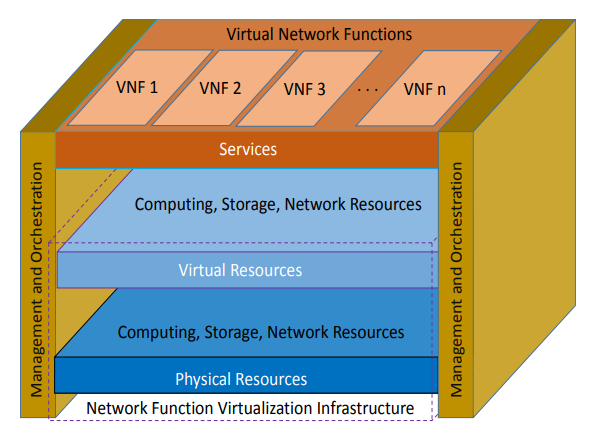 Virtual Network Functions
VNF 1
VNF 2
VNF 3
· · ·
VNF n
Services
Computing, Storage, Network Resources
Virtual Resources
Computing, Storage, Network Resources
Physical Resources
Network Function Virtualization Infrastructure
Management and Orchestration
Management and Orchestration